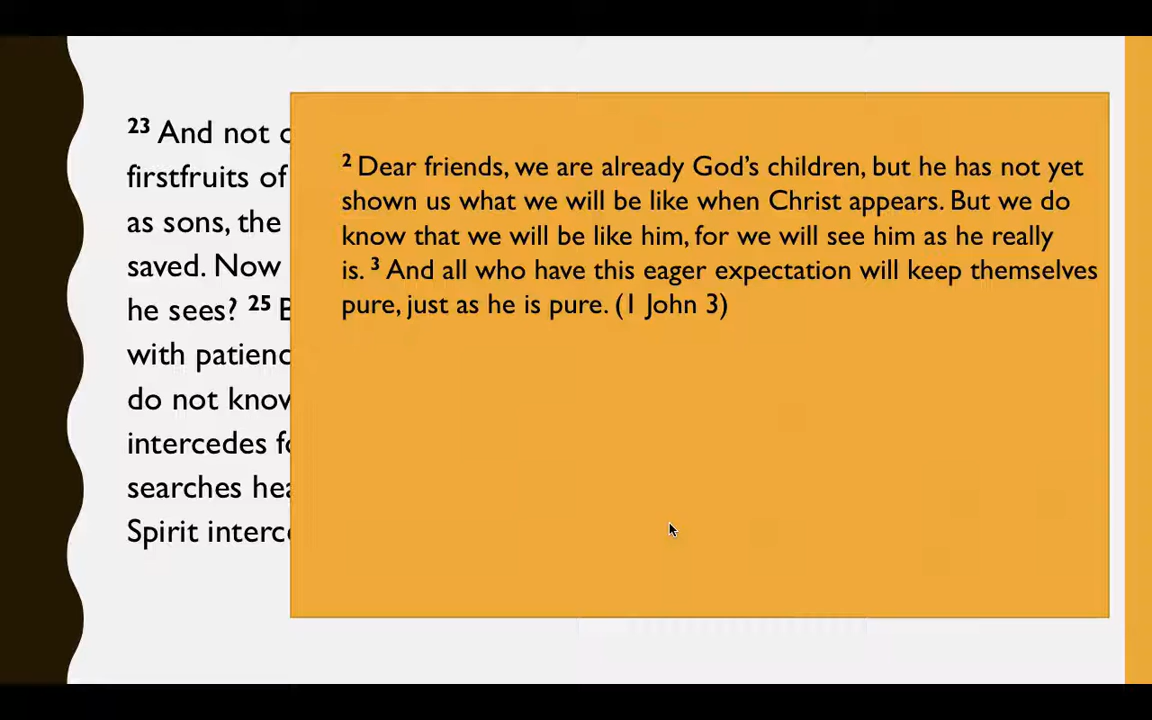 23 And not
firstfruits of
as sons, the
saved. Now
he sees? 25
with
do not
intercedes
searches
Spirit
2 Dear friends, we are already God’s children, but he has not yet
shown us what we will be like when Christ appears. But we do
know that we will be like him, for we will see him as he really
is. 3 And all who have this eager expectation will keep themselves
pure, just as he is pure. (1 John 3)